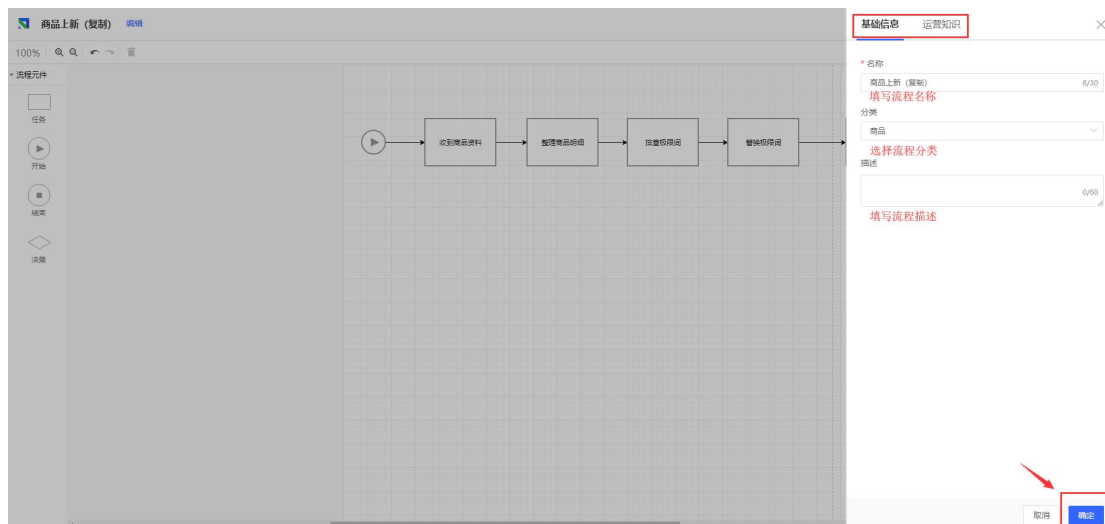 商品上新（复制） 编辑
基础信息 运营知识
100%
流程元件
任务
开始
结束
决策
收到商品资料
整理商品明细
排查极限词
替换极限词
* 名称
商品上新（复制） 8/30
填写流程名称
分类
商品
选择流程分类
描述
0/60
填写流程描述
取消 确定